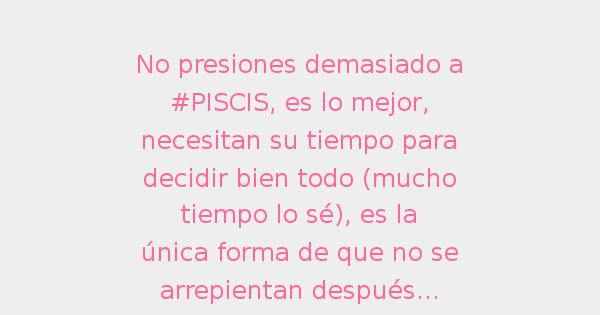 No presiones demasiado a
#PISCIS, es lo mejor,
necesitan su tiempo para
decidir bien todo (mucho
tiempo lo sé), es la
única forma de que no se
arrepientan después...